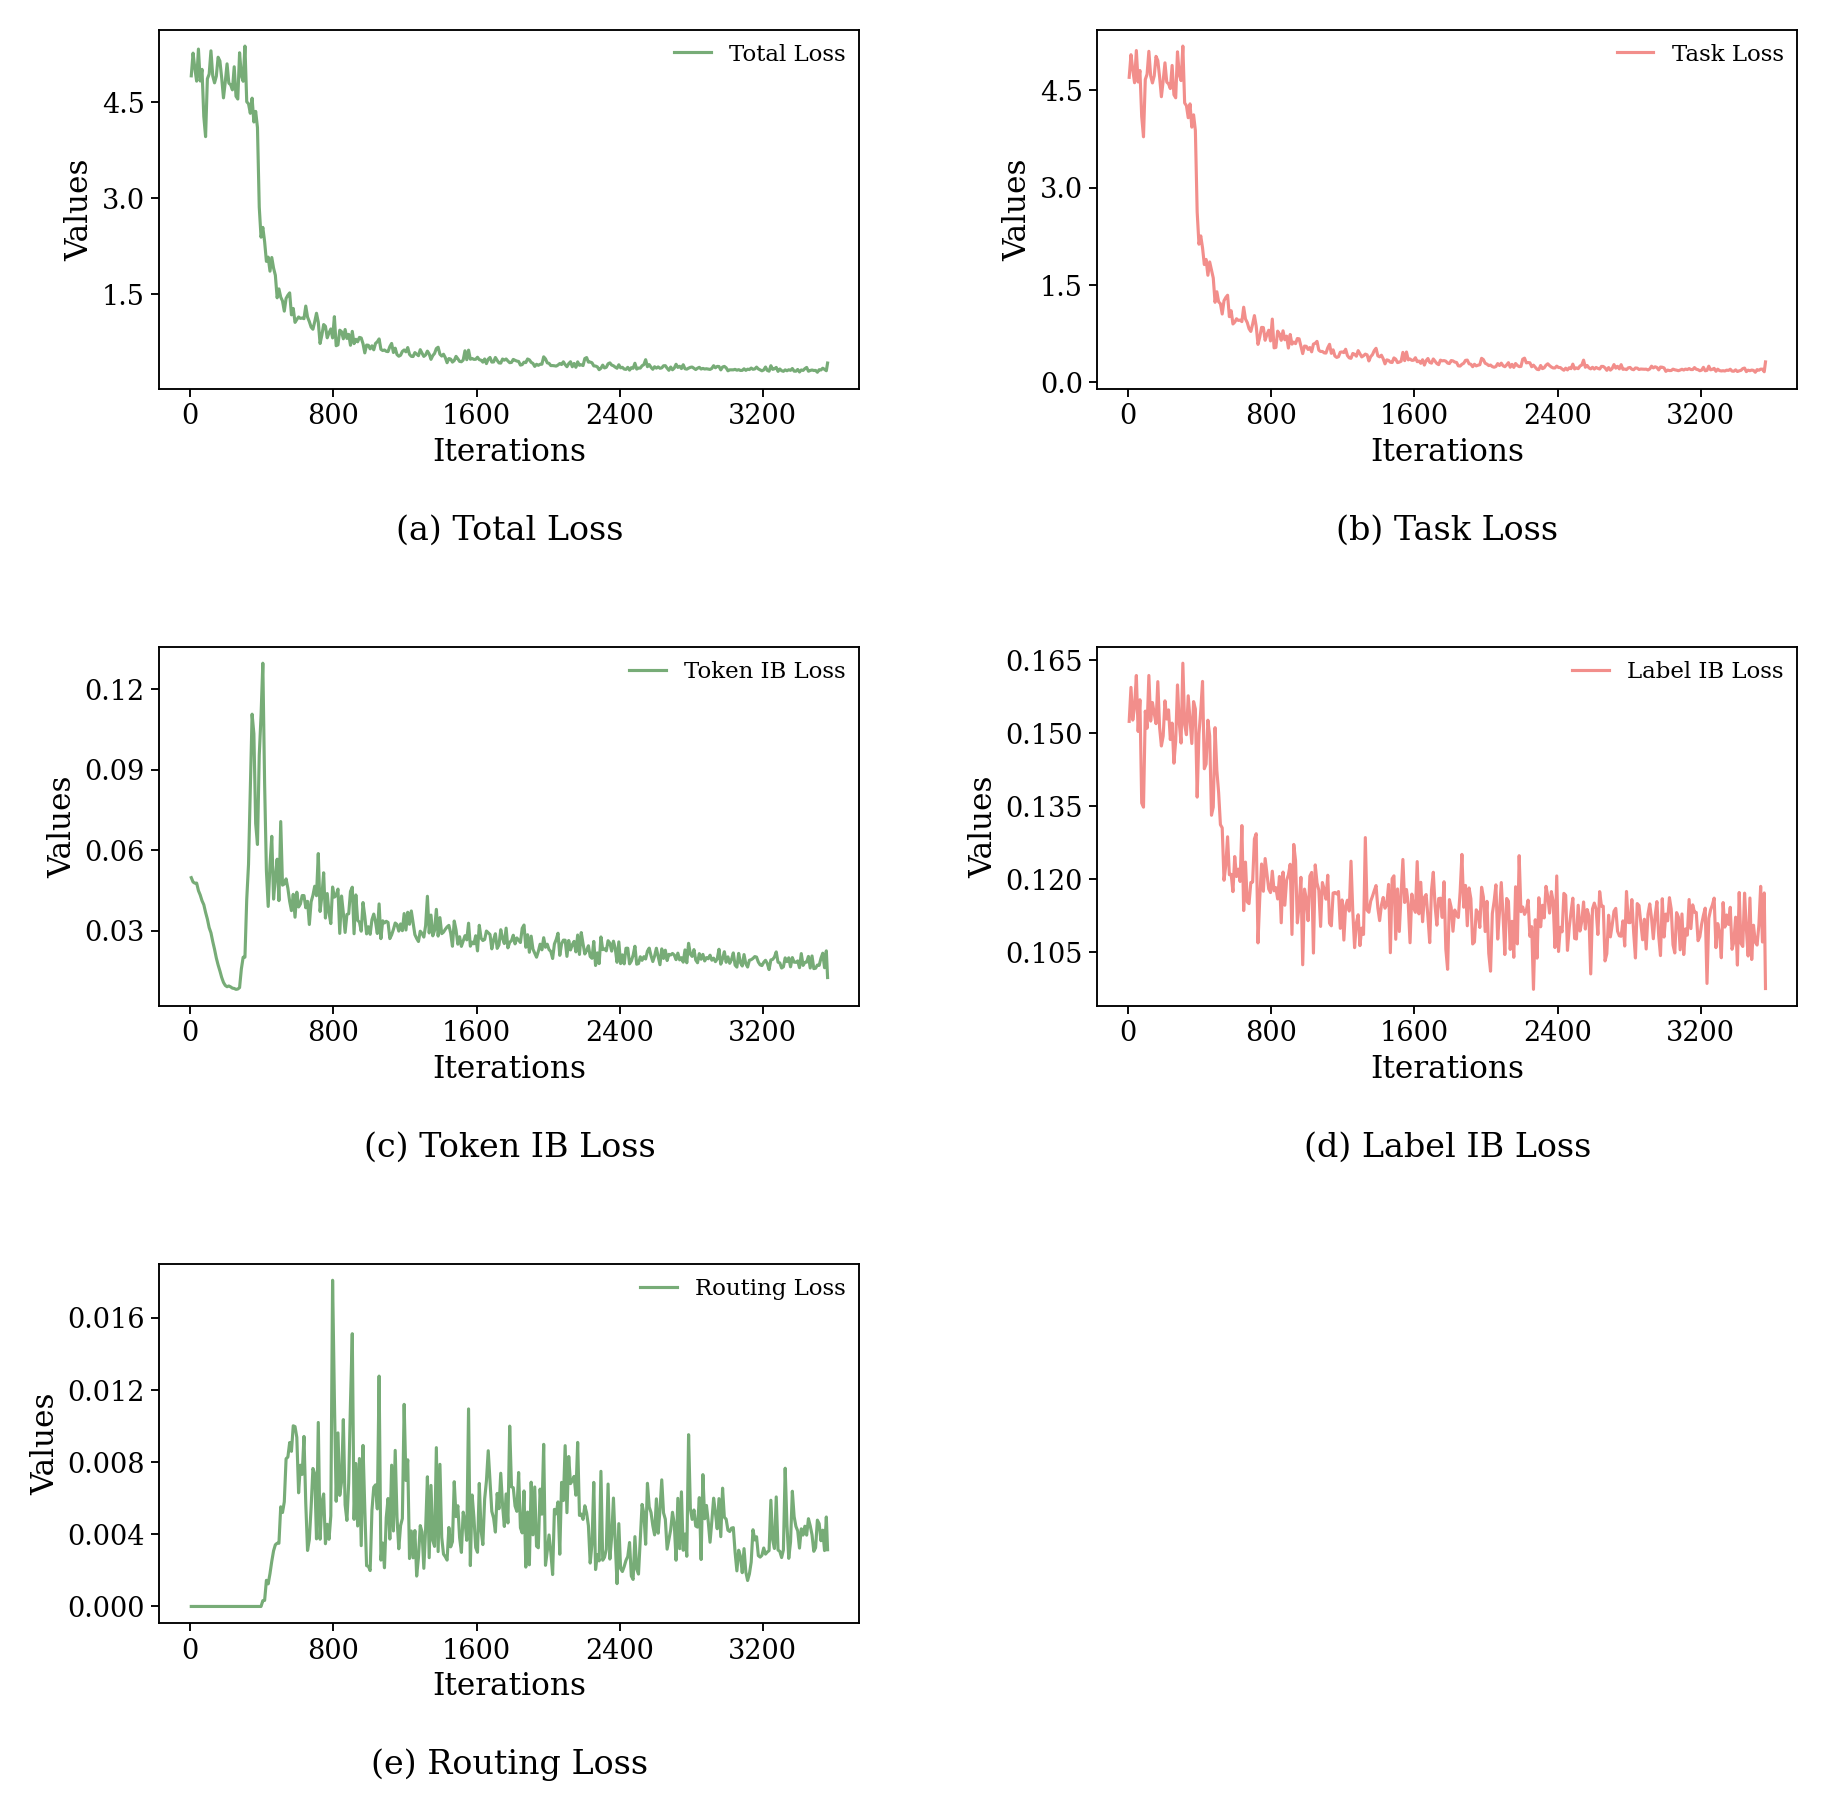 Total Loss
Values
4.5
3.0
1.5
0 800 1600 2400 3200
Iterations
(a) Total Loss
Task Loss
Values
4.5
3.0
1.5
0.0
0 800 1600 2400 3200
Iterations
(b) Task Loss
Token IB Loss
Values
0.12
0.09
0.06
0.03
0 800 1600 2400 3200
Iterations
(c) Token IB Loss
Label IB Loss
Values
0.165
0.150
0.135
0.120
0.105
0 800 1600 2400 3200
Iterations
(d) Label IB Loss
Routing Loss
Values
0.016
0.012
0.008
0.004
0.000
0 800 1600 2400 3200
Iterations
(e) Routing Loss